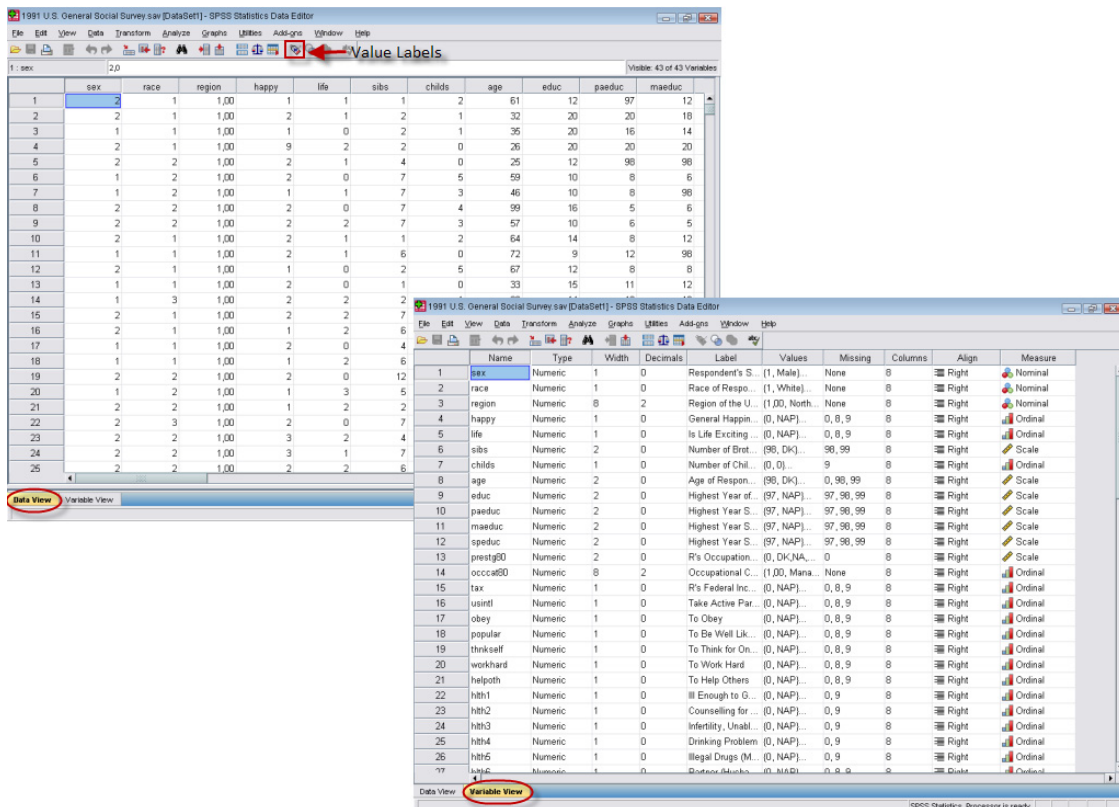 1991 U.S. General Social Survey.sav [DataSet1] - SPSS Statistics Data Editor
File Edit View Data Transform Analyze Graphs Utilities Add-ons Window Help
Value Labels
1 : sex 2,0 Visible: 43 of 43 Variables
sex race region happy life sibs childs age educ paeduc maeduc
1 2 1 1,00 1 1 1 2 61 12 97 12
2 2 1 1,00 2 1 2 1 32 20 20 18
3 1 1 1,00 1 0 2 1 35 20 16 14
4 2 1 1,00 9 2 2 0 26 20 20 20
5 2 2 1,00 2 1 4 0 25 12 98 98
6 1 2 1,00 2 0 7 5 59 10 8 6
7 1 2 1,00 1 1 7 3 46 10 8 98
8 2 2 1,00 2 0 7 4 99 16 5 6
9 2 2 1,00 2 2 7 3 57 10 6 5
10 2 1 1,00 2 1 1 2 64 14 8 12
11 1 1 1,00 2 1 6 0 72 9 12 98
12 2 1 1,00 1 0 2 5 67 12 8 8
13 1 1 1,00 2 0 1 0 33 15 11 12
14 1 3 1,00 2 2 2
15 2 1 1,00 2 2 7
16 2 1 1,00 1 2 6
17 1 1 1,00 2 0 4
18 1 1 1,00 1 2 6
19 2 2 1,00 2 0 12
20 1 2 1,00 1 3 5
21 2 2 1,00 1 2 2
22 2 3 1,00 2 0 7
23 2 2 1,00 3 2 4
24 2 2 1,00 3 1 7
25 2 2 1,00 2 2 6
Data View Variable View
1991 U.S. General Social Survey.sav [DataSet1] - SPSS Statistics Data Editor
File Edit View Data Transform Analyze Graphs Utilities Add-ons Window Help
Name Type Width Decimals Label Values Missing Columns Align Measure
1 sex Numeric 1 0 Respondent's S... {1, Male}... None 8 Right Nominal
2 race Numeric 1 0 Race of Respo... {1, White}... None 8 Right Nominal
3 region Numeric 8 2 Region of the U... {1,00, North... None 8 Right Nominal
4 happy Numeric 1 0 General Happin... {0, NAP}... 0, 8, 9 8 Right Ordinal
5 life Numeric 1 0 Is Life Exciting ... {0, NAP}... 0, 8, 9 8 Right Ordinal
6 sibs Numeric 2 0 Number of Brot... {98, DK}... 98, 99 8 Right Scale
7 childs Numeric 1 0 Number of Chil... {0, 0}... 9 8 Right Ordinal
8 age Numeric 2 0 Age of Respon... {98, DK}... 0, 98, 99 8 Right Scale
9 educ Numeric 2 0 Highest Year of... {97, NAP}... 97, 98, 99 8 Right Scale
10 paeduc Numeric 2 0 Highest Year S... {97, NAP}... 97, 98, 99 8 Right Scale
11 maeduc Numeric 2 0 Highest Year S... {97, NAP}... 97, 98, 99 8 Right Scale
12 speduc Numeric 2 0 Highest Year S... {97, NAP}... 97, 98, 99 8 Right Scale
13 prestg80 Numeric 2 0 R's Occupation... {0, DK,NA,... 0 8 Right Scale
14 occcat80 Numeric 8 2 Occupational C... {1,00, Mana... None 8 Right Ordinal
15 tax Numeric 1 0 R's Federal Inc... {0, NAP}... 0, 8, 9 8 Right Ordinal
16 usintl Numeric 1 0 Take Active Par... {0, NAP}... 0, 8, 9 8 Right Ordinal
17 obey Numeric 1 0 To Obey {0, NAP}... 0, 8, 9 8 Right Ordinal
18 popular Numeric 1 0 To Be Well Lik... {0, NAP}... 0, 8, 9 8 Right Ordinal
19 thnkself Numeric 1 0 To Think for On... {0, NAP}... 0, 8, 9 8 Right Ordinal
20 workhard Numeric 1 0 To Work Hard {0, NAP}... 0, 8, 9 8 Right Ordinal
21 helpoth Numeric 1 0 To Help Others {0, NAP}... 0, 8, 9 8 Right Ordinal
22 hlth1 Numeric 1 0 Ill Enough to G... {0, NAP}... 0, 9 8 Right Ordinal
23 hlth2 Numeric 1 0 Counselling for ... {0, NAP}... 0, 9 8 Right Ordinal
24 hlth3 Numeric 1 0 Infertility, Unabl... {0, NAP}... 0, 9 8 Right Ordinal
25 hlth4 Numeric 1 0 Drinking Problem {0, NAP}... 0, 9 8 Right Ordinal
26 hlth5 Numeric 1 0 Illegal Drugs (M... {0, NAP}... 0, 9 8 Right Ordinal
27
Data View Variable View
SPSS Statistics Processor is ready